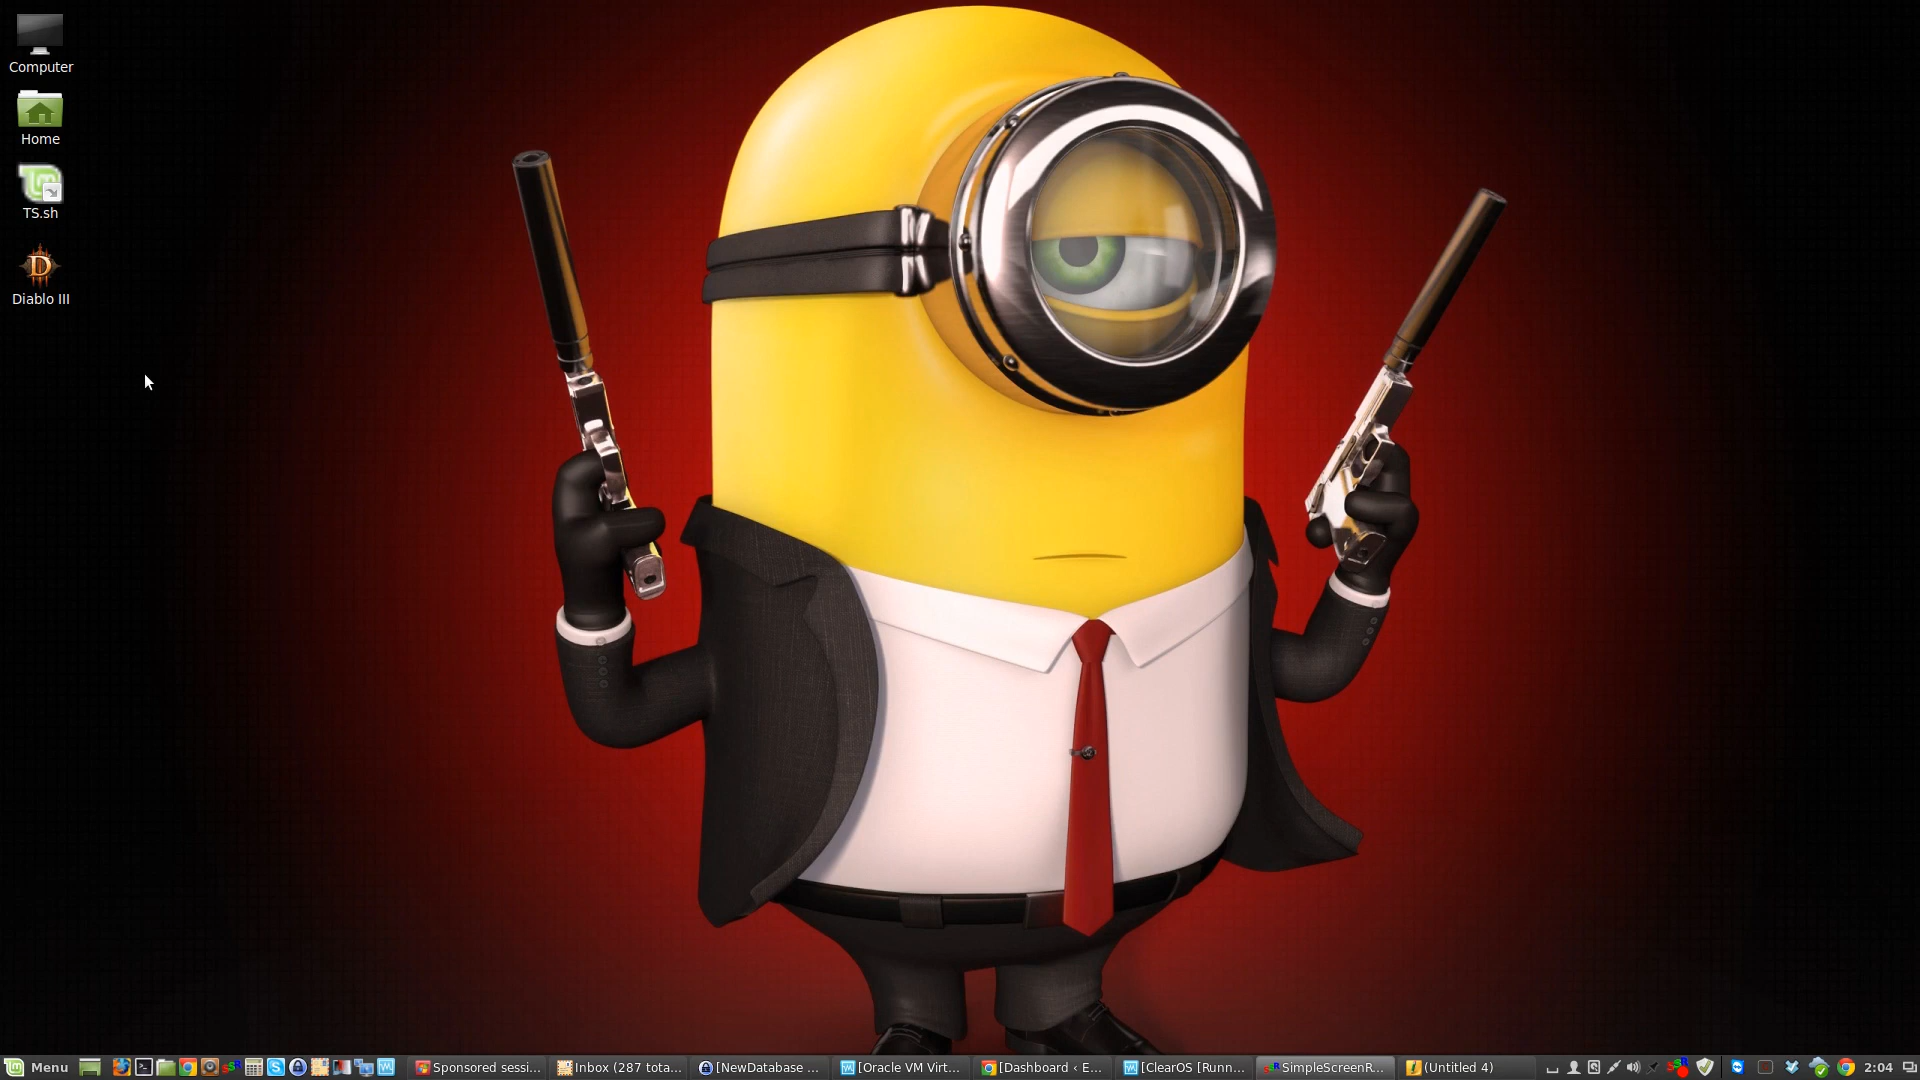 Computer
Home
TS.sh
Diablo III
Menu
Sponsored sessi...
Inbox (287 tota...
[NewDatabase ...
[Oracle VM Virt...
[Dashboard ‹ E...
[ClearOS [Runn...
SimpleScreenR...
(Untitled 4)
2:04